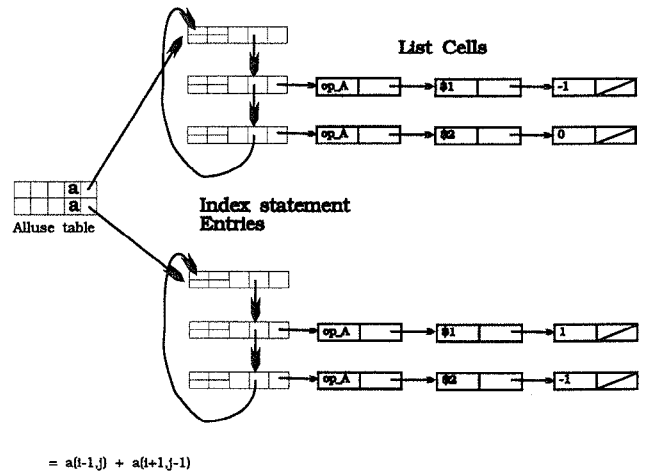 List Cells
op_A $1 -1
op_A $2 0
a
a
Alluse table
Index statement
Entries
op_A $1 1
op_A $2 -1
= a(i-1,j) + a(i+1,j-1)